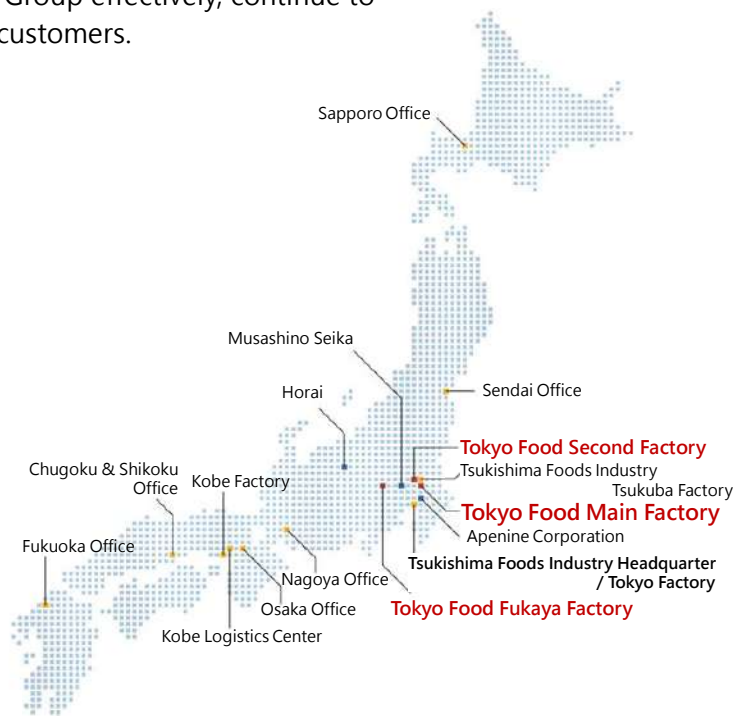 Group effectively, continue to
customers.
Sapporo Office
Musashino Seika
Horai
Sendai Office
Tokyo Food Second Factory
Tsukishima Foods Industry
Tsukuba Factory
Chugoku & Shikoku
Office
Kobe Factory
Tokyo Food Main Factory
Apenine Corporation
Fukuoka Office
Tsukishima Foods Industry Headquarter
/ Tokyo Factory
Nagoya Office
Osaka Office
Tokyo Food Fukaya Factory
Kobe Logistics Center